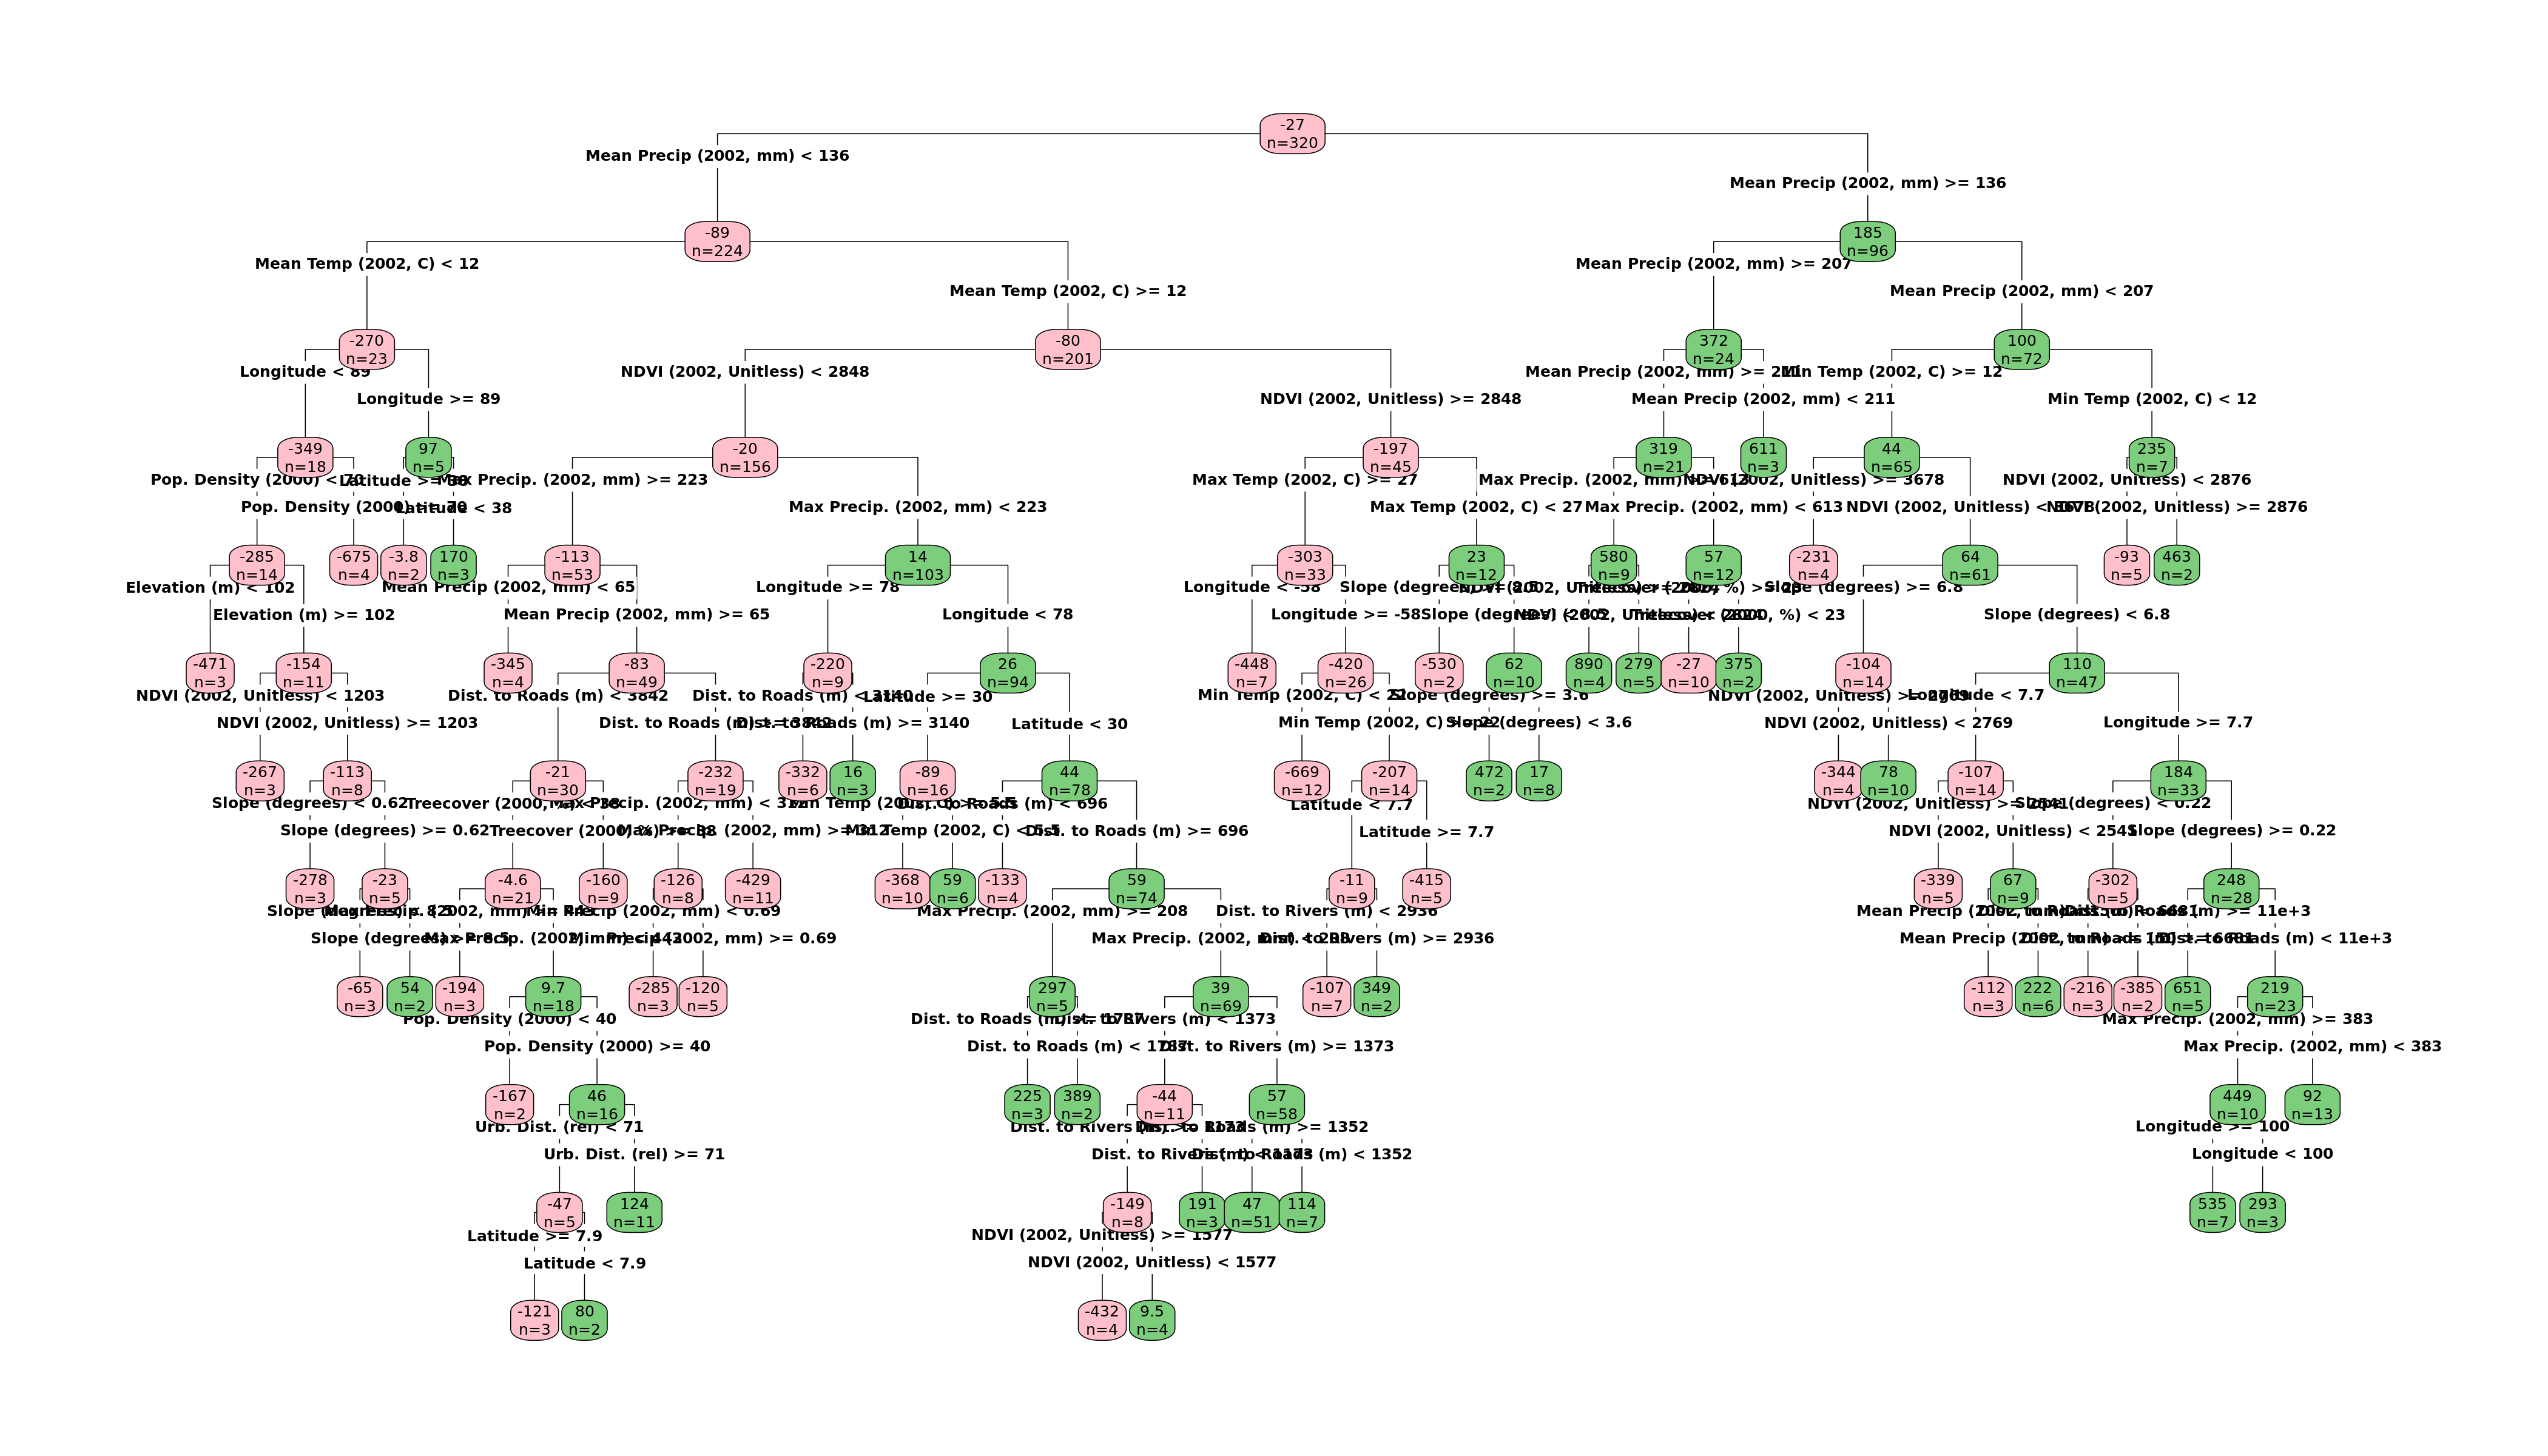 -27
n=320
Mean Precip (2002, mm) < 136
Mean Precip (2002, mm) >= 136
-89
n=224
185
n=96
Mean Temp (2002, C) < 12
Mean Precip (2002, mm) >= 207
Mean Temp (2002, C) >= 12
Mean Precip (2002, mm) < 207
-270
n=23
-80
n=201
372
n=24
100
n=72
Longitude < 89
NDVI (2002, Unitless) < 2848
Mean Precip (2002, mm) >= 211
Min Temp (2002, C) >= 12
Longitude >= 89
NDVI (2002, Unitless) >= 2848
Mean Precip (2002, mm) < 211
Min Temp (2002, C) < 12
-349
n=18
97
n=5
-20
n=156
-197
n=45
319
n=21
611
n=3
44
n=65
235
n=7
Pop. Density (2000) < 70
Latitude >= 38
Max Precip. (2002, mm) >= 223
Max Temp (2002, C) >= 27
Max Precip. (2002, mm) >= 613
NDVI (2002, Unitless) >= 3678
NDVI (2002, Unitless) < 2876
Pop. Density (2000) >= 70
Latitude < 38
Max Precip. (2002, mm) < 223
Max Temp (2002, C) < 27
Max Precip. (2002, mm) < 613
NDVI (2002, Unitless) < 3678
NDVI (2002, Unitless) >= 2876
-285
n=14
-675
n=4
-3.8
n=2
170
n=3
-113
n=53
14
n=103
-303
n=33
23
n=12
580
n=9
57
n=12
-231
n=4
64
n=61
-93
n=5
463
n=2
Elevation (m) < 102
Mean Precip (2002, mm) < 65
Longitude >= 78
Longitude < -58
Slope (degrees) >= 8.5
NDVI (2002, Unitless) >= 2824
Treecover (2000, %) >= 23
Slope (degrees) >= 6.8
Elevation (m) >= 102
Mean Precip (2002, mm) >= 65
Longitude < 78
Longitude >= -58
Slope (degrees) < 8.5
NDVI (2002, Unitless) < 2824
Treecover (2000, %) < 23
Slope (degrees) < 6.8
-471
n=3
-154
n=11
-345
n=4
-83
n=49
-220
n=9
26
n=94
-448
n=7
-420
n=26
-530
n=2
62
n=10
890
n=4
279
n=5
-27
n=10
375
n=2
-104
n=14
110
n=47
NDVI (2002, Unitless) < 1203
Dist. to Roads (m) < 3842
Dist. to Roads (m) < 3140
Latitude >= 30
Min Temp (2002, C) < 22
Slope (degrees) >= 3.6
NDVI (2002, Unitless) >= 2769
Longitude < 7.7
NDVI (2002, Unitless) >= 1203
Dist. to Roads (m) >= 3842
Dist. to Roads (m) >= 3140
Latitude < 30
Min Temp (2002, C) >= 22
Slope (degrees) < 3.6
NDVI (2002, Unitless) < 2769
Longitude >= 7.7
-267
n=3
-113
n=8
-21
n=30
-232
n=19
-332
n=6
16
n=3
-89
n=16
44
n=78
-669
n=12
-207
n=14
472
n=2
17
n=8
-344
n=4
78
n=10
-107
n=14
184
n=33
Slope (degrees) < 0.62
Treecover (2000, %) < 38
Max Precip. (2002, mm) < 312
Min Temp (2002, C) >= 5.5
Dist. to Roads (m) < 696
Latitude < 7.7
NDVI (2002, Unitless) >= 2541
Slope (degrees) < 0.22
Slope (degrees) >= 0.62
Treecover (2000, %) >= 38
Max Precip. (2002, mm) >= 312
Min Temp (2002, C) < 5.5
Dist. to Roads (m) >= 696
Latitude >= 7.7
NDVI (2002, Unitless) < 2541
Slope (degrees) >= 0.22
-278
n=3
-23
n=5
-4.6
n=21
-160
n=9
-126
n=8
-429
n=11
-368
n=10
59
n=6
-133
n=4
59
n=74
-11
n=9
-415
n=5
-339
n=5
67
n=9
-302
n=5
248
n=28
Slope (degrees) < 8.5
Max Precip. (2002, mm) >= 443
Min Precip (2002, mm) < 0.69
Max Precip. (2002, mm) >= 208
Dist. to Rivers (m) < 2936
Mean Precip (2002, mm)
Dist. to Roads (m) < 6681
Dist. to Roads (m) >= 11e+3
Slope (degrees) >= 8.5
Max Precip. (2002, mm) < 443
Min Precip (2002, mm) >= 0.69
Max Precip. (2002, mm) < 208
Dist. to Rivers (m) >= 2936
Mean Precip (2002, mm)
Dist. to Roads (m) >= 6681
Dist. to Roads (m) < 11e+3
-65
n=3
54
n=2
-194
n=3
9.7
n=18
-285
n=3
-120
n=5
297
n=5
39
n=69
-107
n=7
349
n=2
-112
n=3
222
n=6
-216
n=3
-385
n=2
651
n=5
219
n=23
Pop. Density (2000) < 40
Dist. to Roads (m) >= 1787
Dist. to Rivers (m) < 1373
Max Precip. (2002, mm) >= 383
Pop. Density (2000) >= 40
Dist. to Roads (m) < 1787
Dist. to Rivers (m) >= 1373
Max Precip. (2002, mm) < 383
-167
n=2
46
n=16
225
n=3
389
n=2
-44
n=11
57
n=58
449
n=10
92
n=13
Urb. Dist. (rel) < 71
Dist. to Rivers (m) >= 1173
Dist. to Roads (m) >= 1352
Longitude >= 100
Urb. Dist. (rel) >= 71
Dist. to Rivers (m) < 1173
Dist. to Roads (m) < 1352
Longitude < 100
-47
n=5
124
n=11
-149
n=8
191
n=3
47
n=51
114
n=7
535
n=7
293
n=3
Latitude >= 7.9
NDVI (2002, Unitless) >= 1577
Latitude < 7.9
NDVI (2002, Unitless) < 1577
-121
n=3
80
n=2
-432
n=4
9.5
n=4